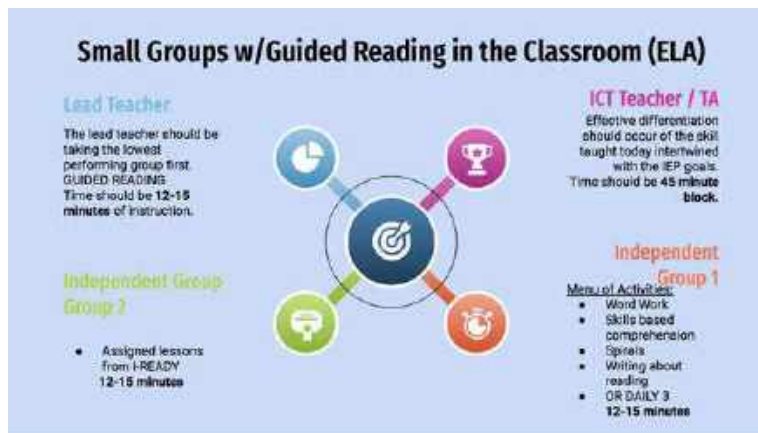 Small Groups w/Guided Reading in the Classroom (ELA)
Lead Teacher
The lead teacher should be
taking the lowest
performing group first.
GUIDED READING
Time should be 12-15
minutes of instruction.
ICT Teacher / TA
Effective differentiation
should occur of the skill
taught today intertwined
with the IEP goals.
Time should be 45 minute
block.
Independent Group
Group 2
Assigned lessons
from I-READY
12-15 minutes
Independent
Group 1
Menu of Activities:
Word Work
Skills based
comprehension
Spirals
Writing about
reading
OR DAILY 3
12-15 minutes